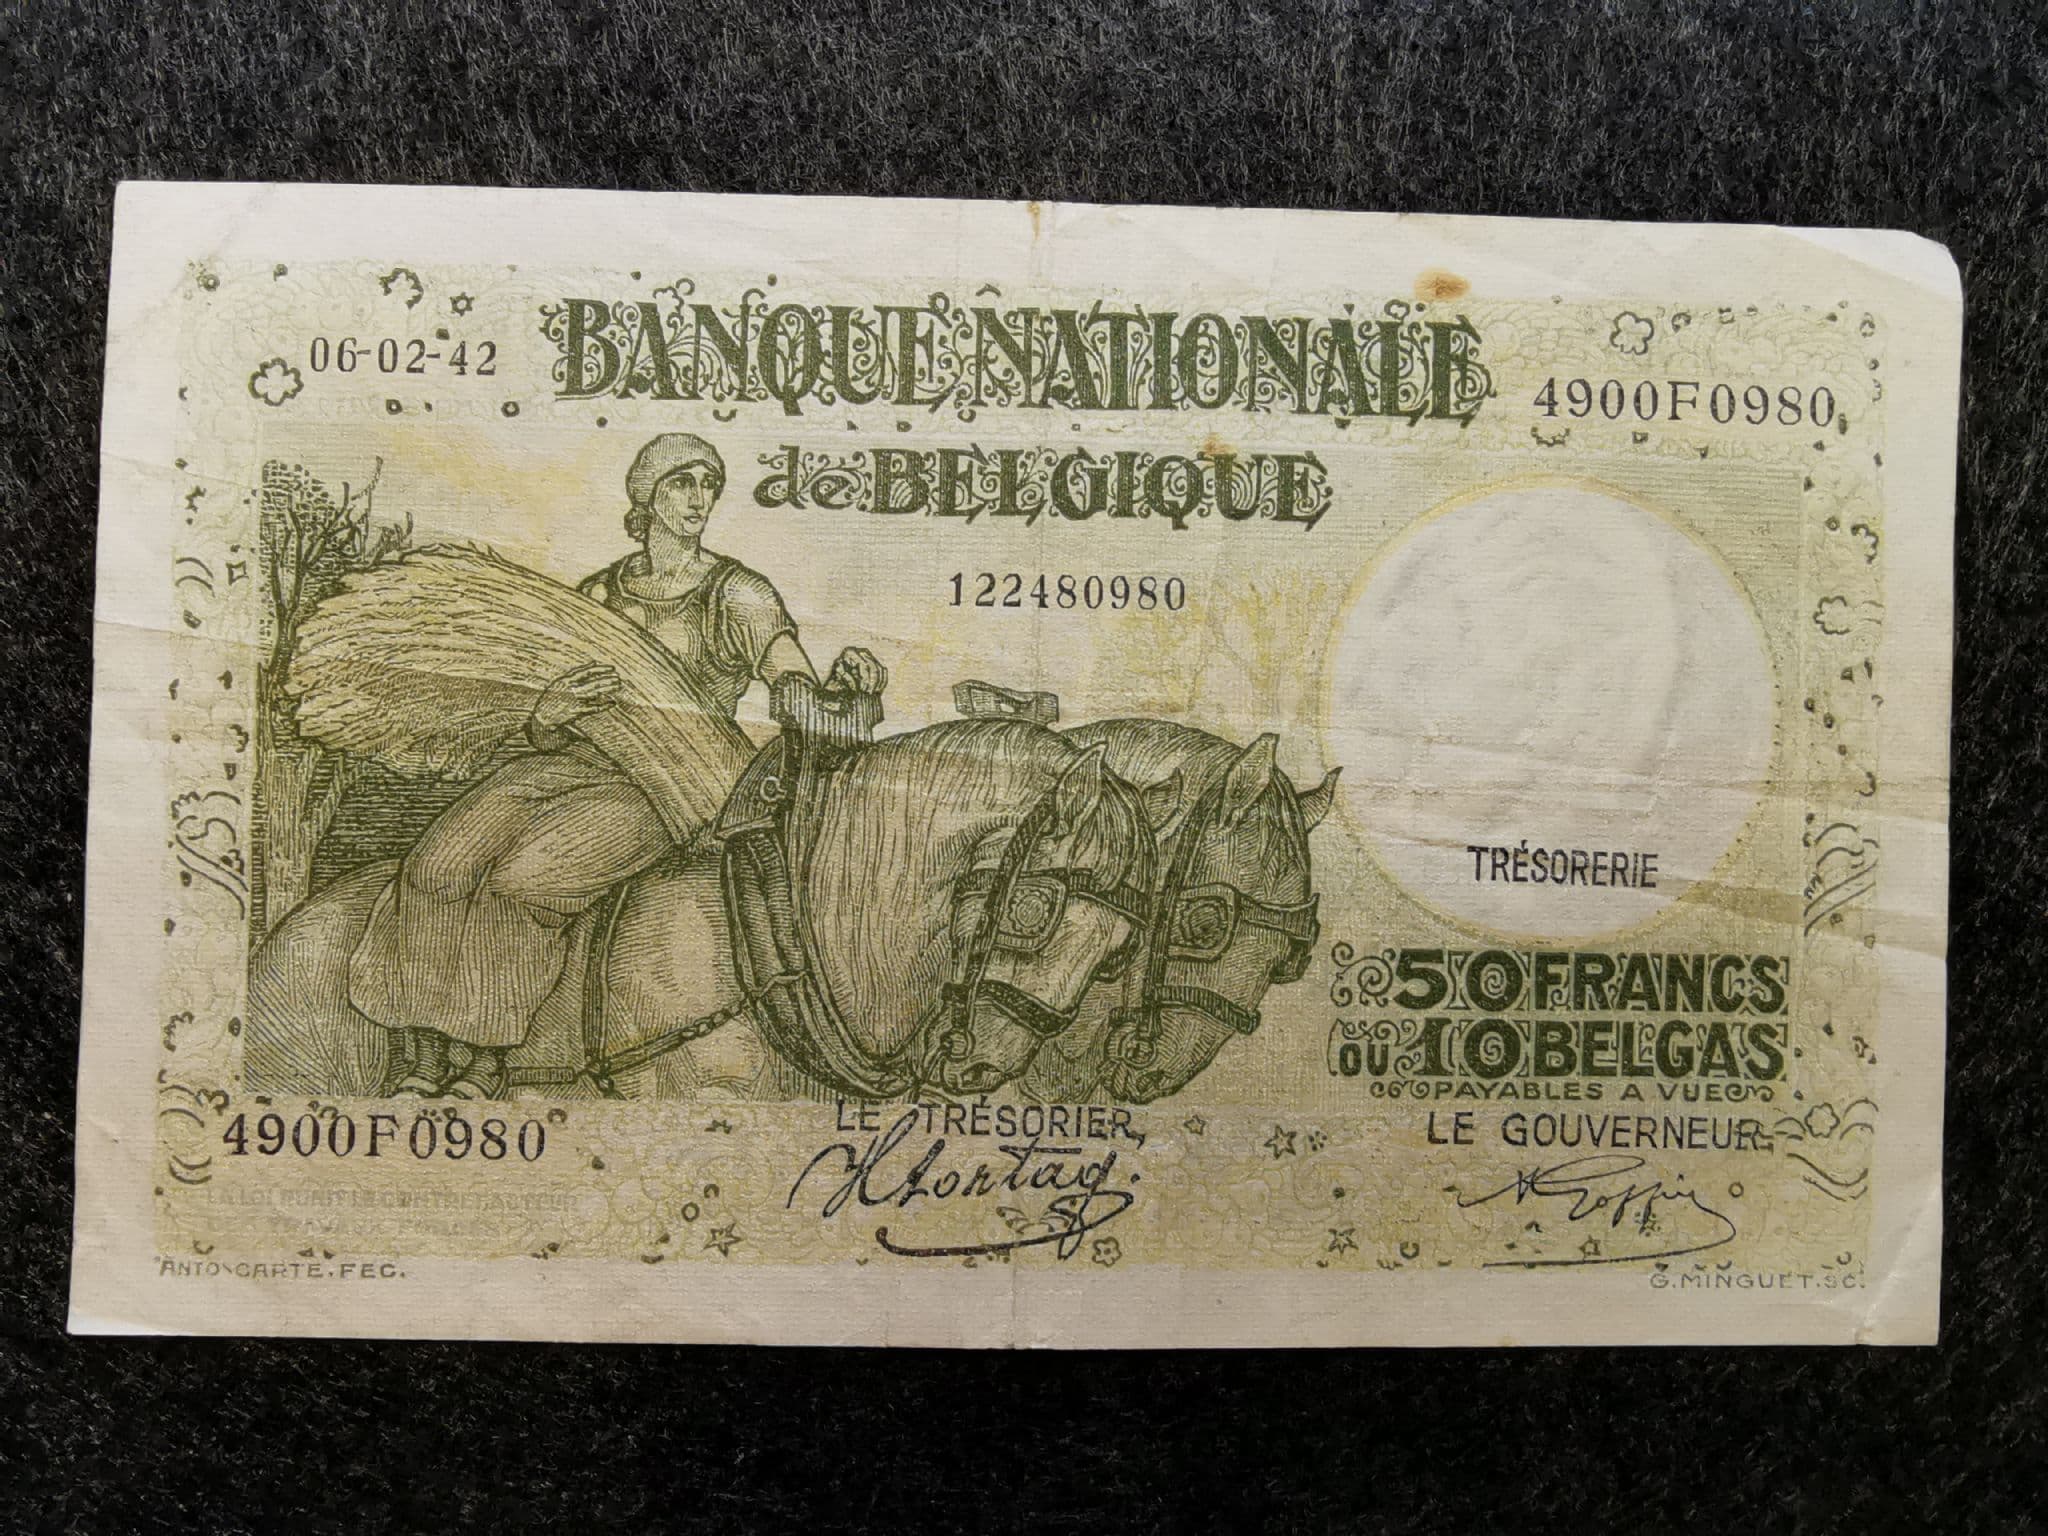 06-02-42
BANQUE NATIONALE
4900F0980
de BELGIQUE
122480980
TRÉSORERIE
50 FRANCS
OU 10 BELGAS
PAYABLES A VUE
4900F0980
LE TRÉSORIER,
LE GOUVERNEUR
ANTO-CARTE.FEC.
G.MINGUET.SC.